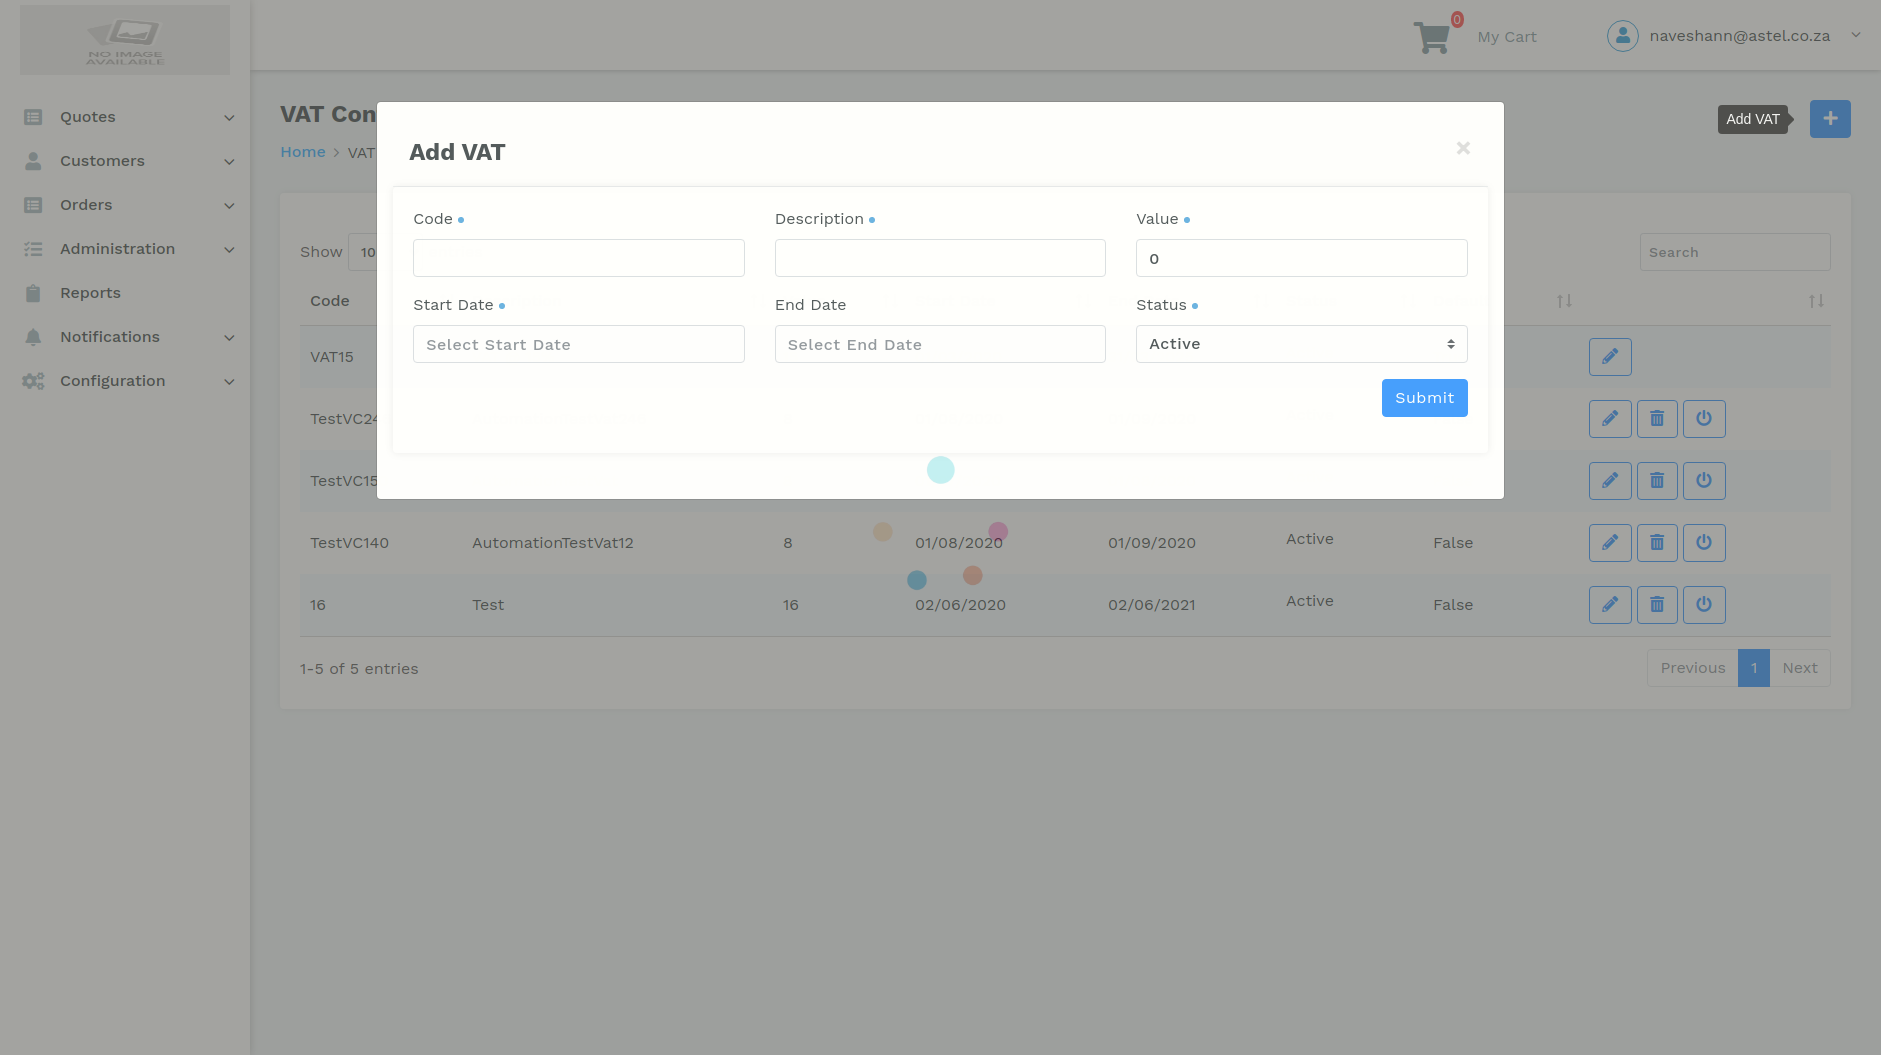 NO IMAGE
AVAILABLE
0
My Cart
naveshann@astel.co.za
Quotes
Customers
Orders
Administration
Reports
Notifications
Configuration
VAT Con
Home > VAT
Add VAT
+
Add VAT
×
Code
Description
Value
0
Start Date
End Date
Status
Select Start Date
Select End Date
Active
Submit
Show 10
Search
Code
VAT15
TestVC24
TestVC15
TestVC140 AutomationTestVat12 8 01/08/2020 01/09/2020 Active False
16 Test 16 02/06/2020 02/06/2021 Active False
1-5 of 5 entries
Previous 1 Next